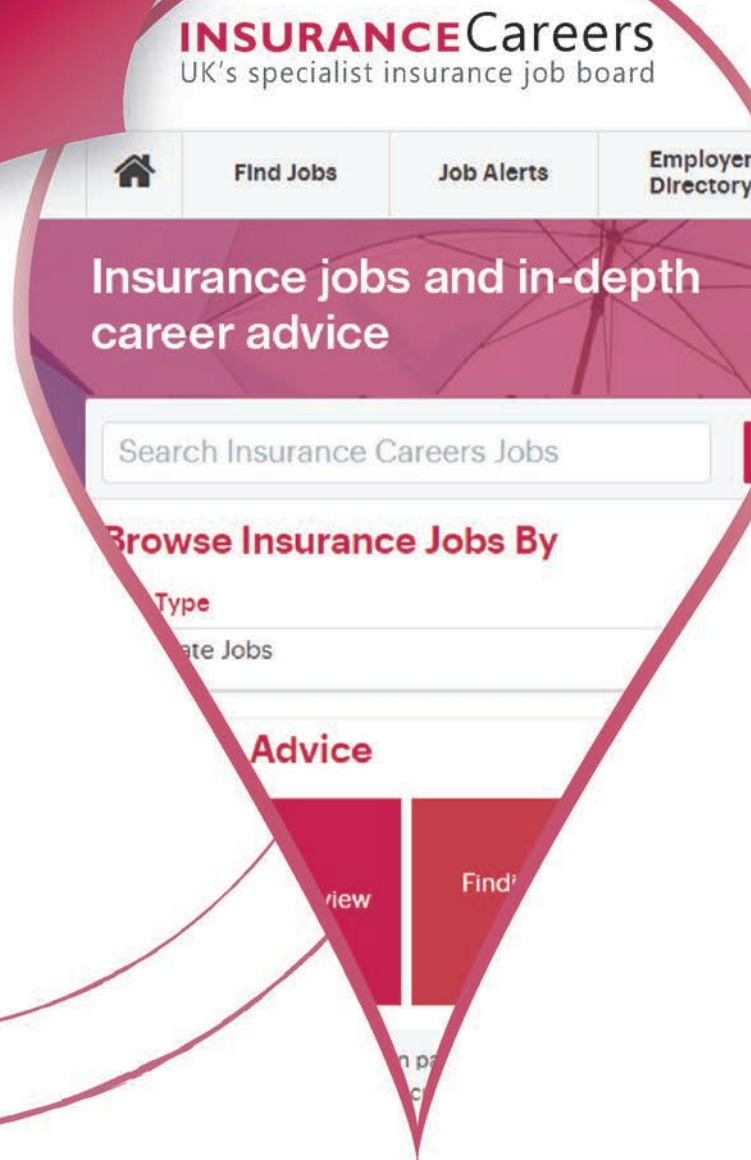 INSURANCECareers
UK's specialist insurance job board
Find Jobs
Job Alerts
Employer
Directory
Insurance jobs and in-depth
career advice
Search Insurance Careers Jobs
Browse Insurance Jobs By
Type
Jobs
Advice